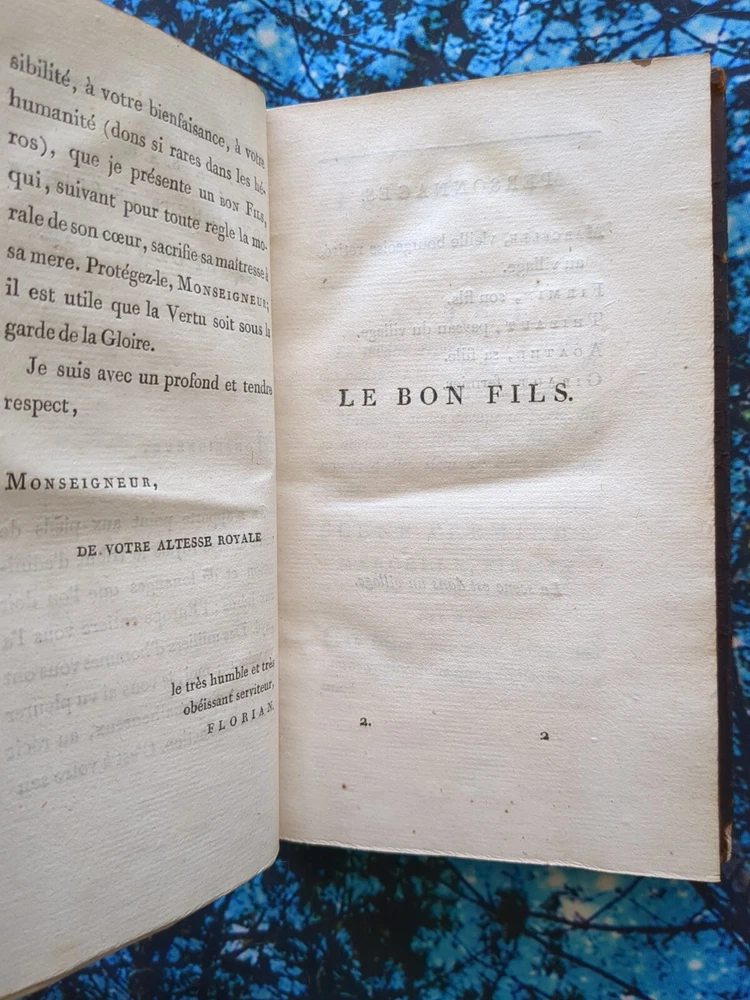 sibilité, à votre bienfaisance, à votre
humanité (dons si rares dans les hé-
ros), que je présente un BON FILS,
qui, suivant pour toute règle la mo-
rale de son cœur, sacrifie sa maîtresse à
sa mere. Protégez-le, MONSEIGNEUR;
il est utile que la Vertu soit sous la
garde de la Gloire.
Je suis avec un profond et tendre
respect,
MONSEIGNEUR,
DE VOTRE ALTESSE ROYALE
le très humble et très
obéissant serviteur,
FLORIAN.
LE BON FILS.
2. 2